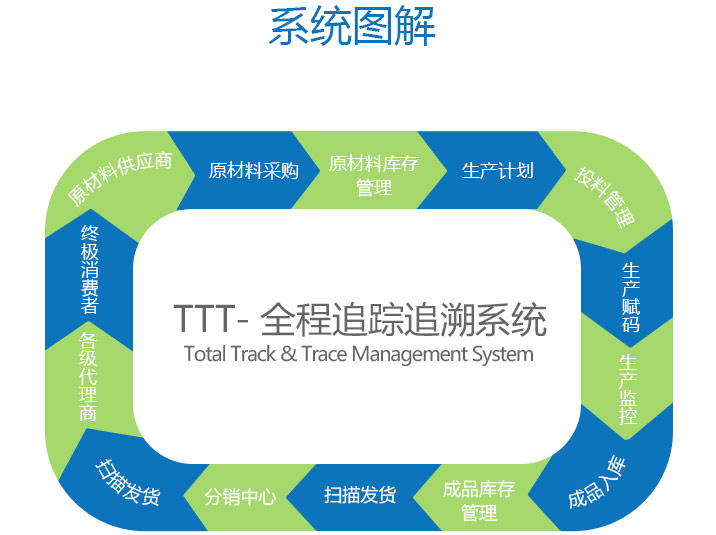 系统图解
原材料供应商
原材料采购
原材料库存
管理
生产计划
投料管理
生产赋码
生产监控
成品入库
成品库存
管理
扫描发货
分销中心
扫描发货
各级代理商
终极消费者
TTT- 全程追踪追溯系统
Total Track & Trace Management System